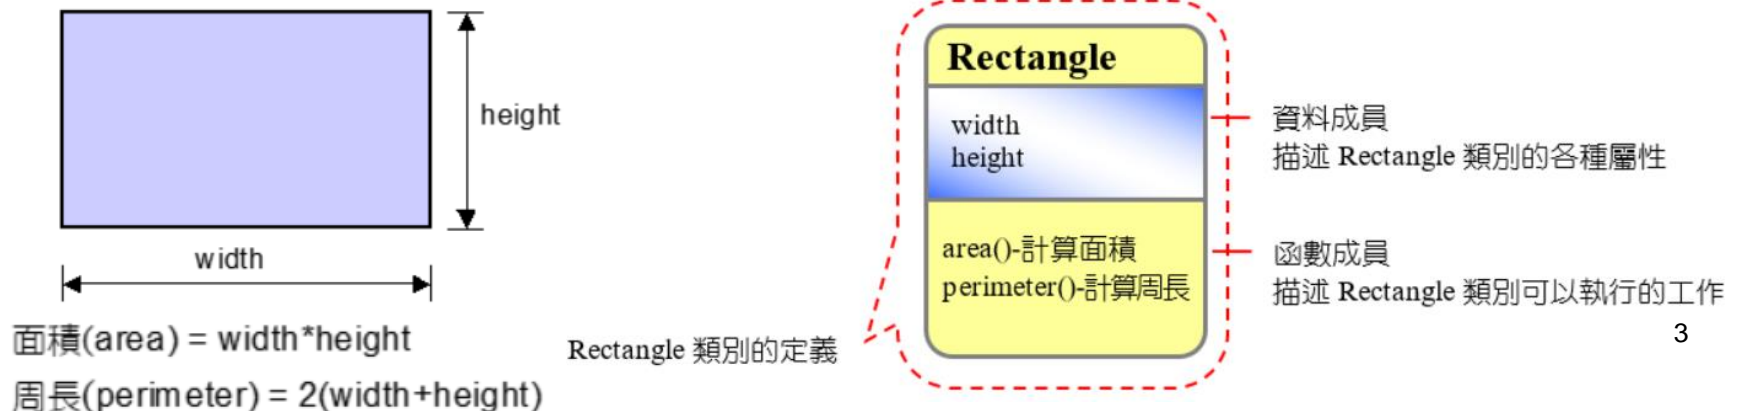 height
width
面積(area) = width*height
周長(perimeter) = 2(width+height)
Rectangle 類別的定義
Rectangle
width
height
area()-計算面積
perimeter()-計算周長
資料成員
描述 Rectangle 類別的各種屬性
函數成員
描述 Rectangle 類別可以執行的工作
3